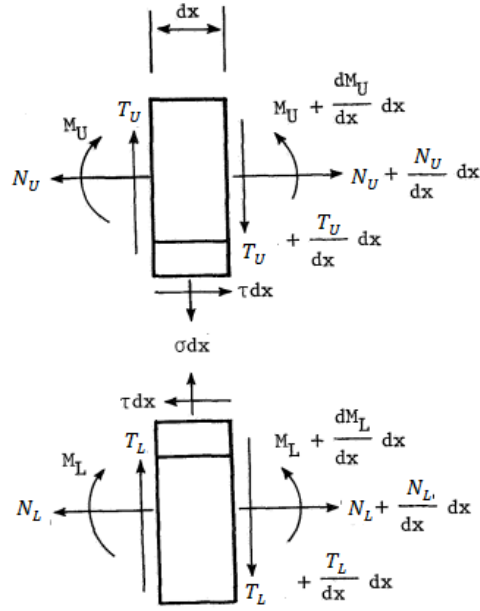 dx
T_U
M_U
M_U + dM_U/dx dx
N_U
N_U + N_U/dx dx
T_U + T_U/dx dx
τdx
σdx
τdx
T_L
M_L
M_L + dM_L/dx dx
N_L
N_L + N_L/dx dx
T_L + T_L/dx dx